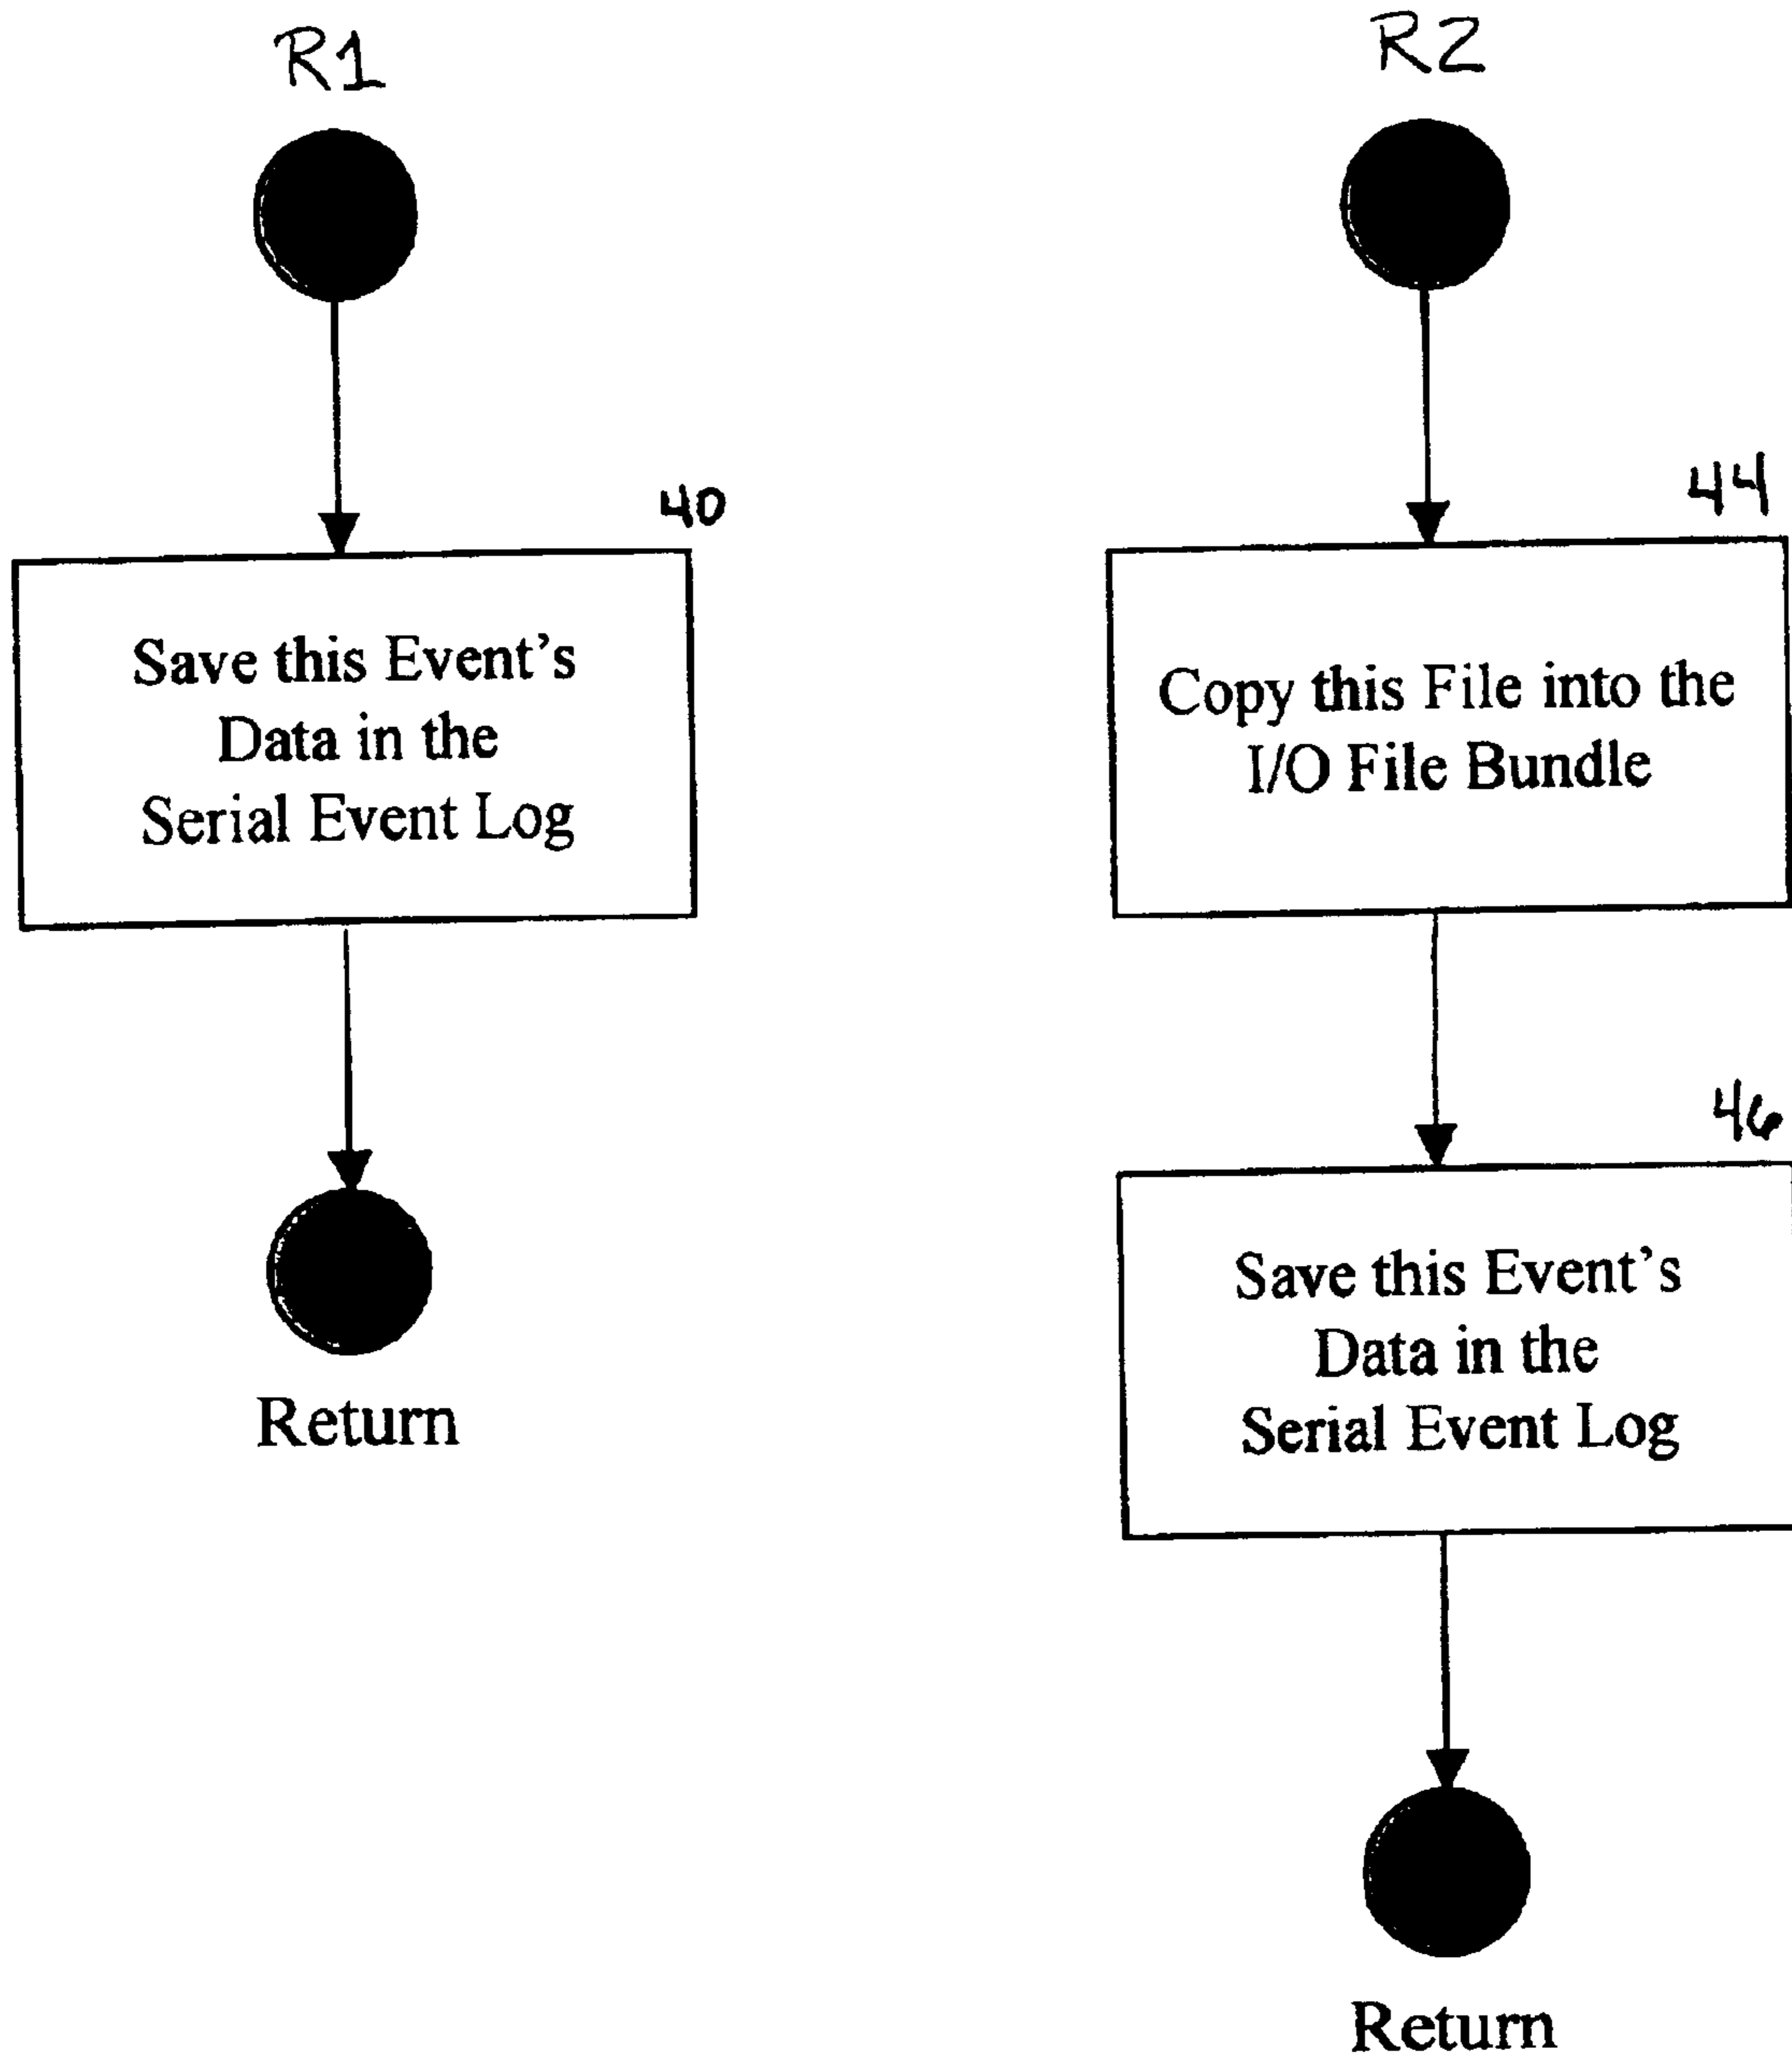 R1
40
Save this Event's
Data in the
Serial Event Log
Return
R2
44
Copy this File into the
I/O File Bundle
46
Save this Event's
Data in the
Serial Event Log
Return